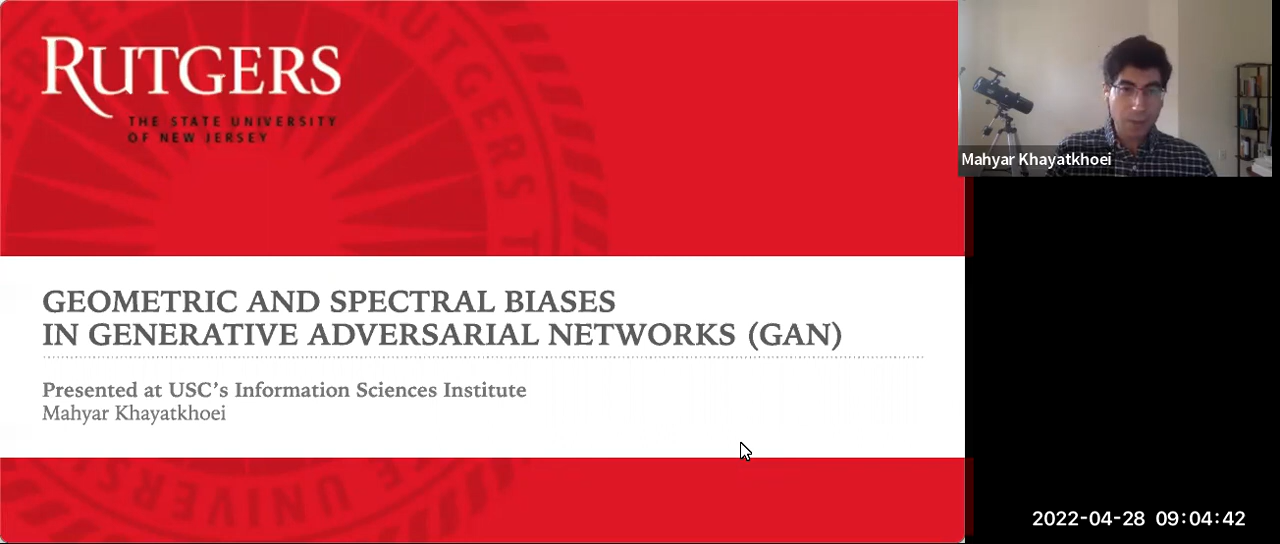 RUTGERS
THE STATE UNIVERSITY
OF NEW JERSEY
GEOMETRIC AND SPECTRAL BIASES
IN GENERATIVE ADVERSARIAL NETWORKS (GAN)
Presented at USC's Information Sciences Institute
Mahyar Khayatkhoei
Mahyar Khayatkhoei
2022-04-28 09:04:42